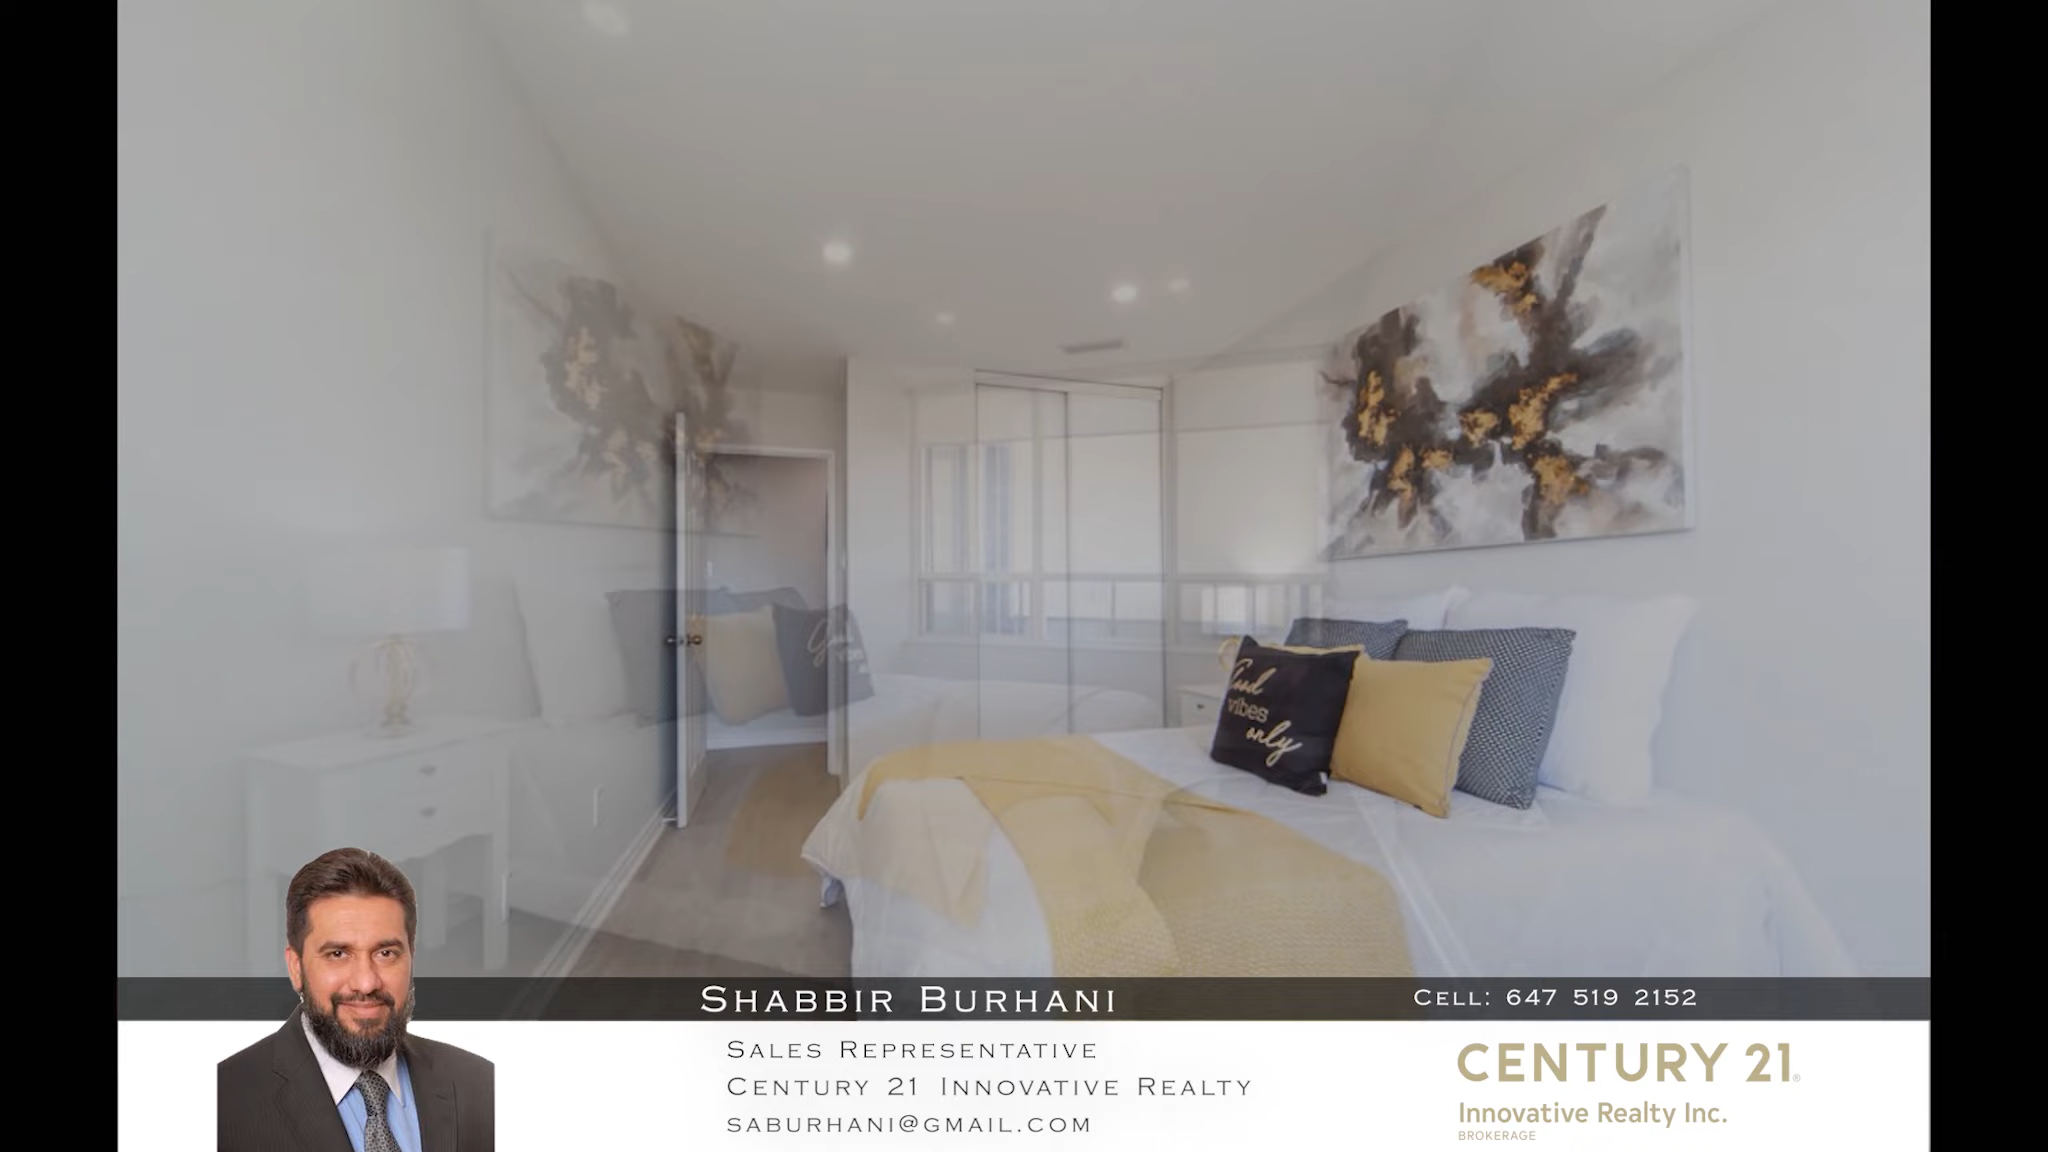 Good
vibes
only
SHABBIR BURHANI
CELL: 647 519 2152
SALES REPRESENTATIVE
CENTURY 21 INNOVATIVE REALTY
SABURHANI@GMAIL.COM
CENTURY 21®
Innovative Realty Inc.
BROKERAGE